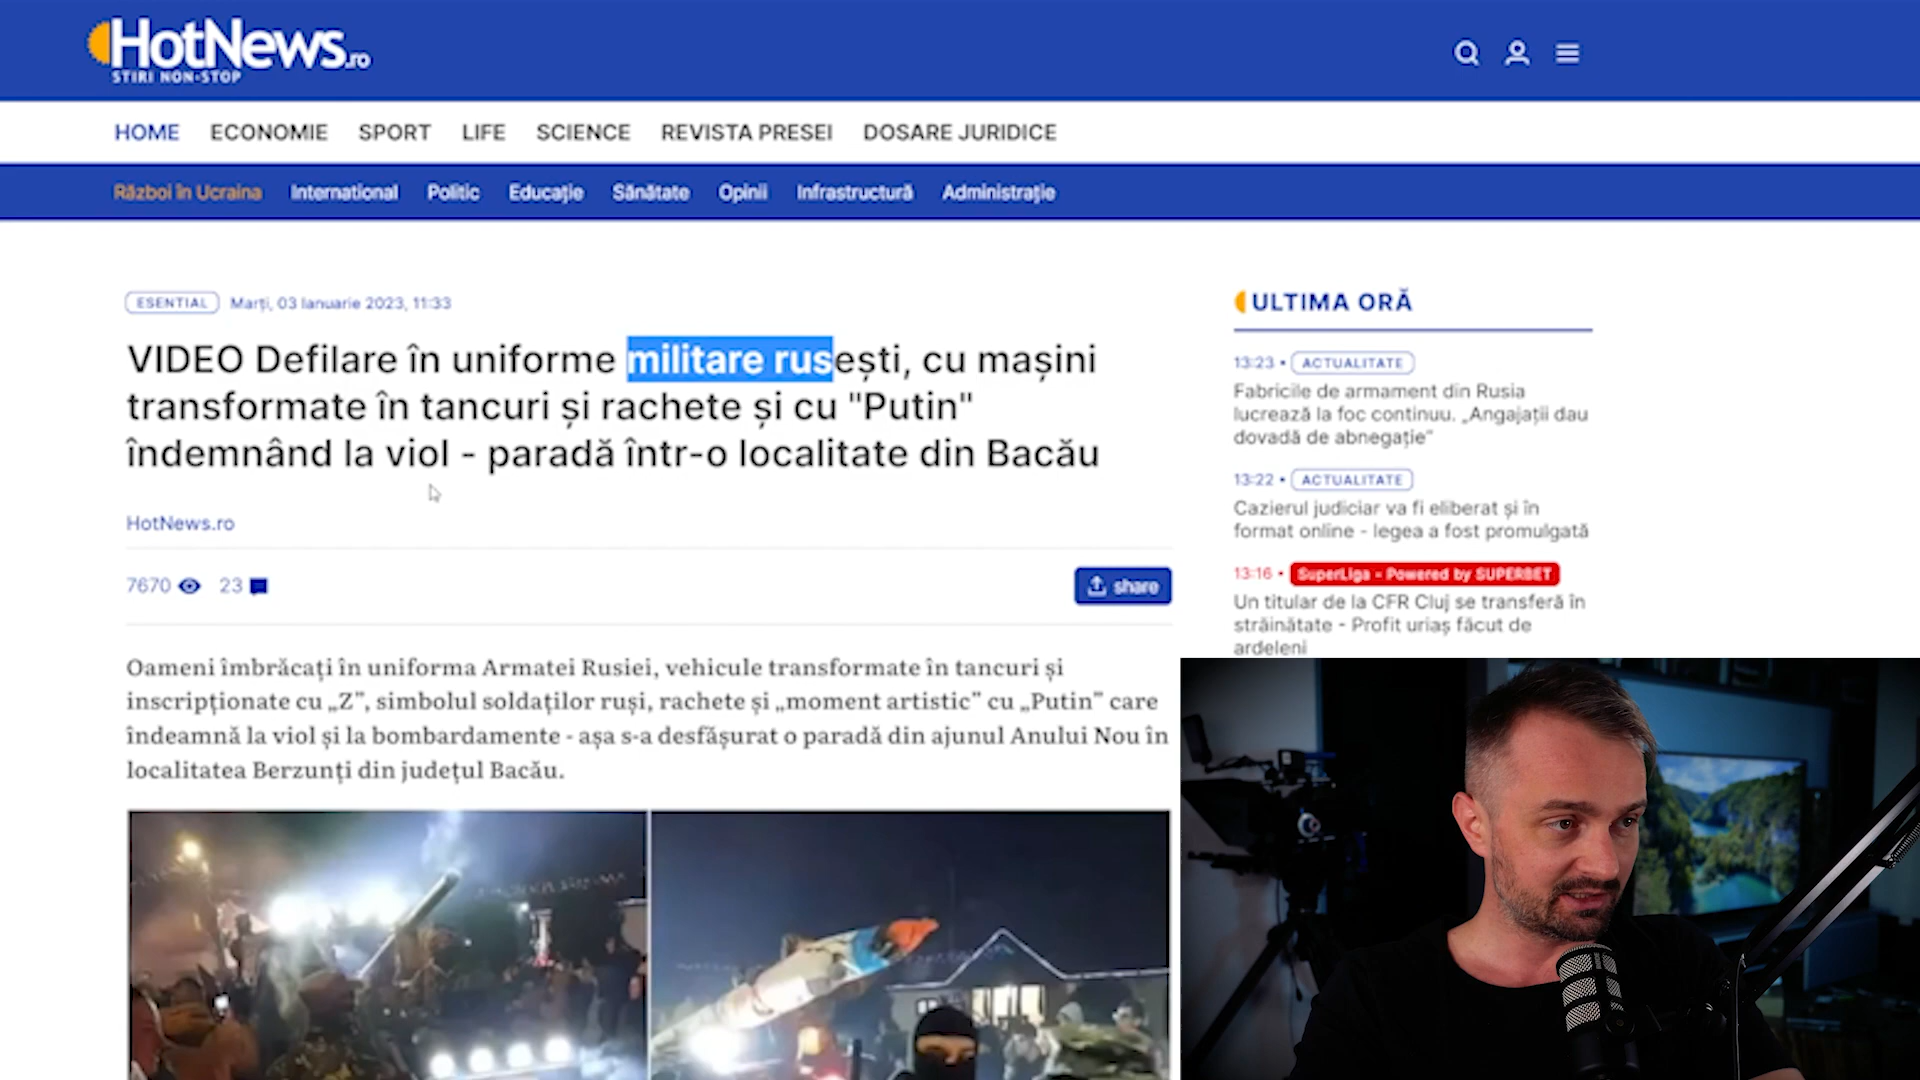 HotNews.ro
STIRI NON-STOP
HOME ECONOMIE SPORT LIFE SCIENCE REVISTA PRESEI DOSARE JURIDICE
Război în Ucraina International Politic Educație Sănătate Opinii Infrastructură Administrație
ESENTIAL Marți, 03 Ianuarie 2023, 11:33
VIDEO Defilare în uniforme militare rusești, cu mașini
transformate în tancuri și rachete și cu "Putin"
îndemnând la viol - paradă într-o localitate din Bacău
HotNews.ro
7670 23
share
Oameni îmbrăcați în uniforma Armatei Rusiei, vehicule transformate în tancuri și
inscripționate cu „Z”, simbolul soldaților ruși, rachete și „moment artistic” cu „Putin” care
îndeamnă la viol și la bombardamente - așa s-a desfășurat o paradă din ajunul Anului Nou în
localitatea Berzunți din județul Bacău.
ULTIMA ORĂ
13:23 • ACTUALITATE
Fabricile de armament din Rusia
lucrează la foc continuu. „Angajații dau
dovadă de abnegație”
13:22 • ACTUALITATE
Cazierul judiciar va fi eliberat și în
format online - legea a fost promulgată
13:16 • SuperLiga - Powered by SUPERBET
Un titular de la CFR Cluj se transferă în
străinătate - Profit uriaș făcut de
ardeleni